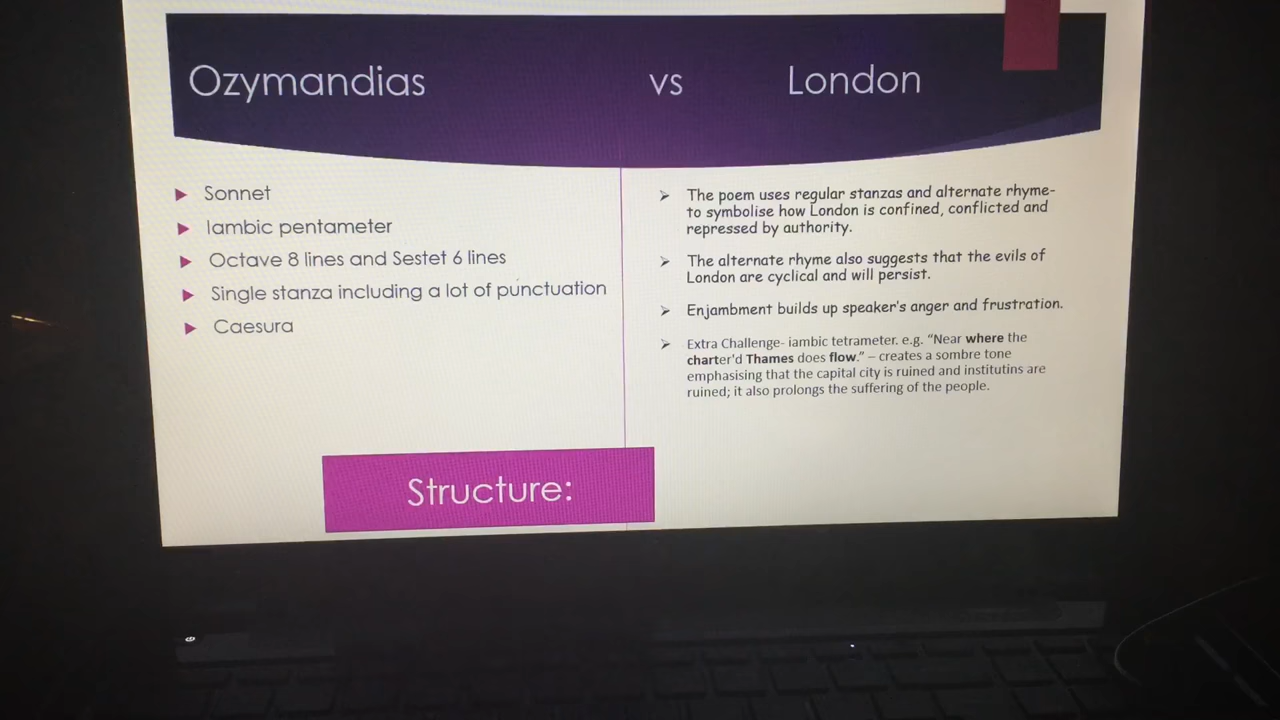 Ozymandias vs London
Sonnet
Iambic pentameter
Octave 8 lines and Sestet 6 lines
Single stanza including a lot of punctuation
Caesura
The poem uses regular stanzas and alternate rhyme-
to symbolise how London is confined, conflicted and
repressed by authority.
The alternate rhyme also suggests that the evils of
London are cyclical and will persist.
Enjambment builds up speaker's anger and frustration.
Extra Challenge- iambic tetrameter. e.g. “Near where the
charter'd Thames does flow.” – creates a sombre tone
emphasising that the capital city is ruined and institutins are
ruined; it also prolongs the suffering of the people.
Structure: